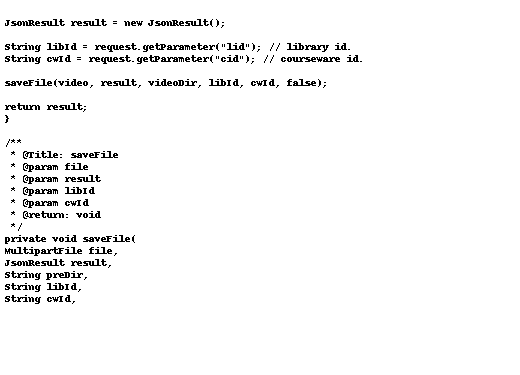 JsonResult result = new JsonResult();
String libId = request.getParameter("lid"); // library id.
String cwId = request.getParameter("cid"); // courseware id.
saveFile(video, result, videoDir, libId, cwId, false);
return result;
}
/**
* @Title: saveFile
* @param file
* @param result
* @param libId
* @param cwId
* @return: void
*/
private void saveFile(
MultipartFile file,
JsonResult result,
String preDir,
String libId,
String cwId,